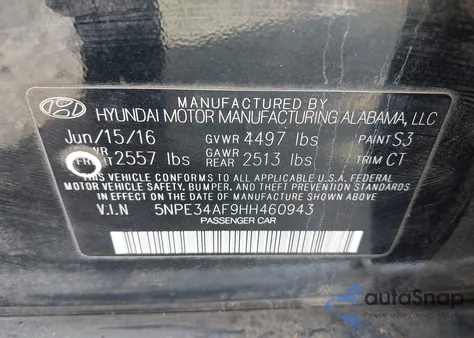 MANUFACTURED BY
HYUNDAI MOTOR MANUFACTURING ALABAMA, LLC
Jun/15/16 GVWR 4497 lbs PAINT S3
GAWR
2557 lbs REAR 2513 lbs TRIM CT
THIS VEHICLE CONFORMS TO ALL APPLICABLE U.S FEDERAL
MOTOR VEHICLE SAFETY, BUMPER, AND THEFT PREVENTION STANDARDS
IN EFFECT ON THE DATE OF MANUFACTURE SHOWN ABOVE
V.I.N 5NPE34AF9HH460943
PASSENGER CAR
autoSnap